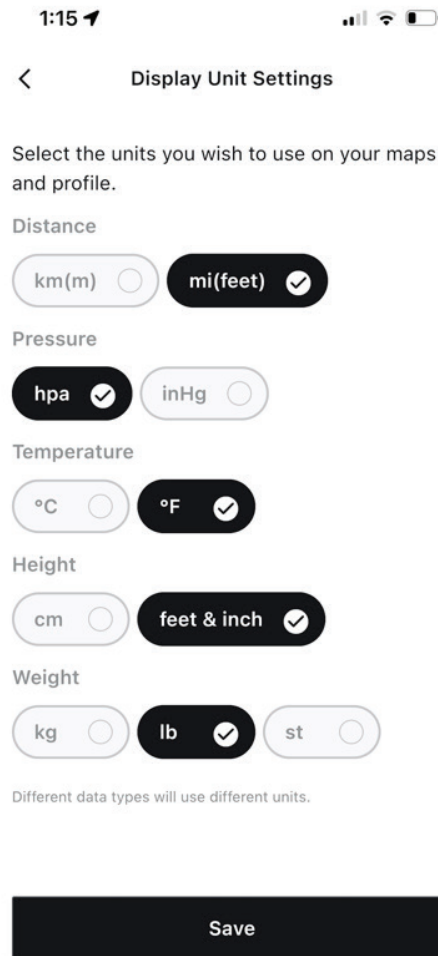 1:15
Display Unit Settings
Select the units you wish to use on your maps
and profile.
Distance
km(m) mi(feet)
Pressure
hpa inHg
Temperature
°C °F
Height
cm feet & inch
Weight
kg lb st
Different data types will use different units.
Save